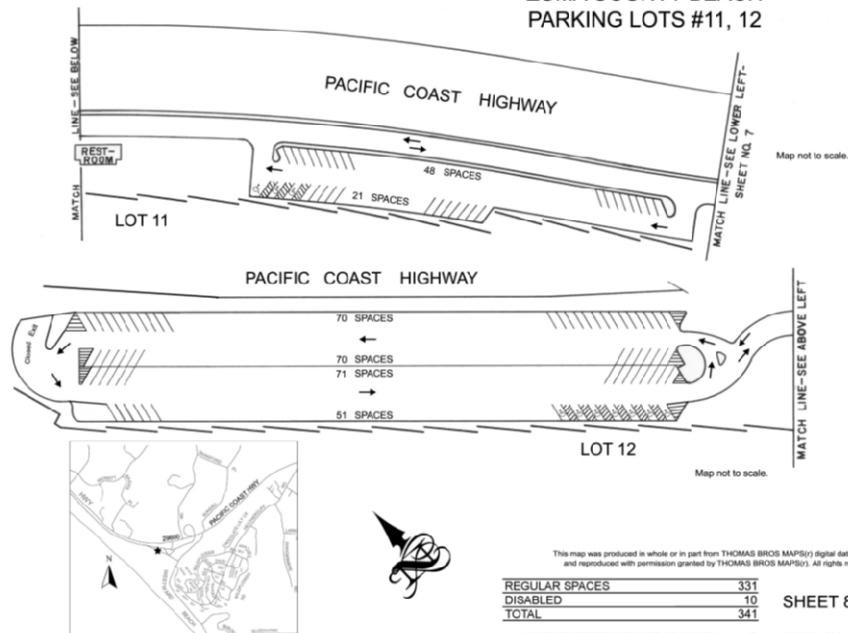 PARKING LOTS #11, 12
PACIFIC COAST HIGHWAY
MATCH LINE-SEE BELOW
REST-
ROOM
48 SPACES
21 SPACES
LOT 11
MATCH LINE-SEE LOWER LEFT-
SHEET NO. 7
Map not to scale.
PACIFIC COAST HIGHWAY
70 SPACES
70 SPACES
71 SPACES
51 SPACES
Closed Exit
LOT 12
MATCH LINE-SEE ABOVE LEFT
Map not to scale.
HWY
PACIFIC COAST HWY
N
BEACH
This map was produced in whole or in part from THOMAS BROS MAPS(r) digital dat
and reproduced with permission granted by THOMAS BROS MAPS(r). All rights
REGULAR SPACES 331
DISABLED 10
TOTAL 341
SHEET 8